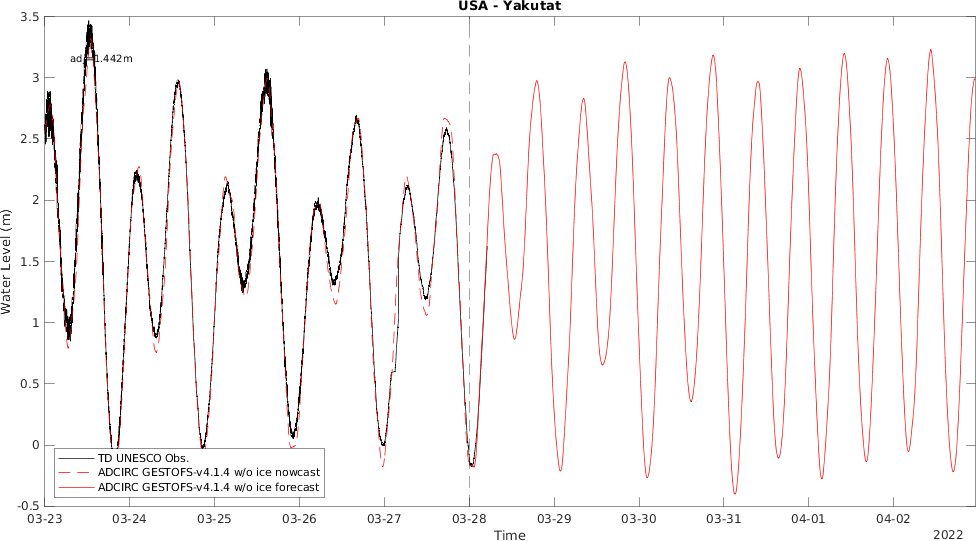 USA - Yakutat
3.5
3
2.5
2
1.5
1
0.5
0
-0.5
Water Level (m)
adj=1.442m
TD UNESCO Obs.
ADCIRC GESTOFS-v4.1.4 w/o ice nowcast
ADCIRC GESTOFS-v4.1.4 w/o ice forecast
03-23 03-24 03-25 03-26 03-27 03-28 03-29 03-30 03-31 04-01 04-02
Time
2022